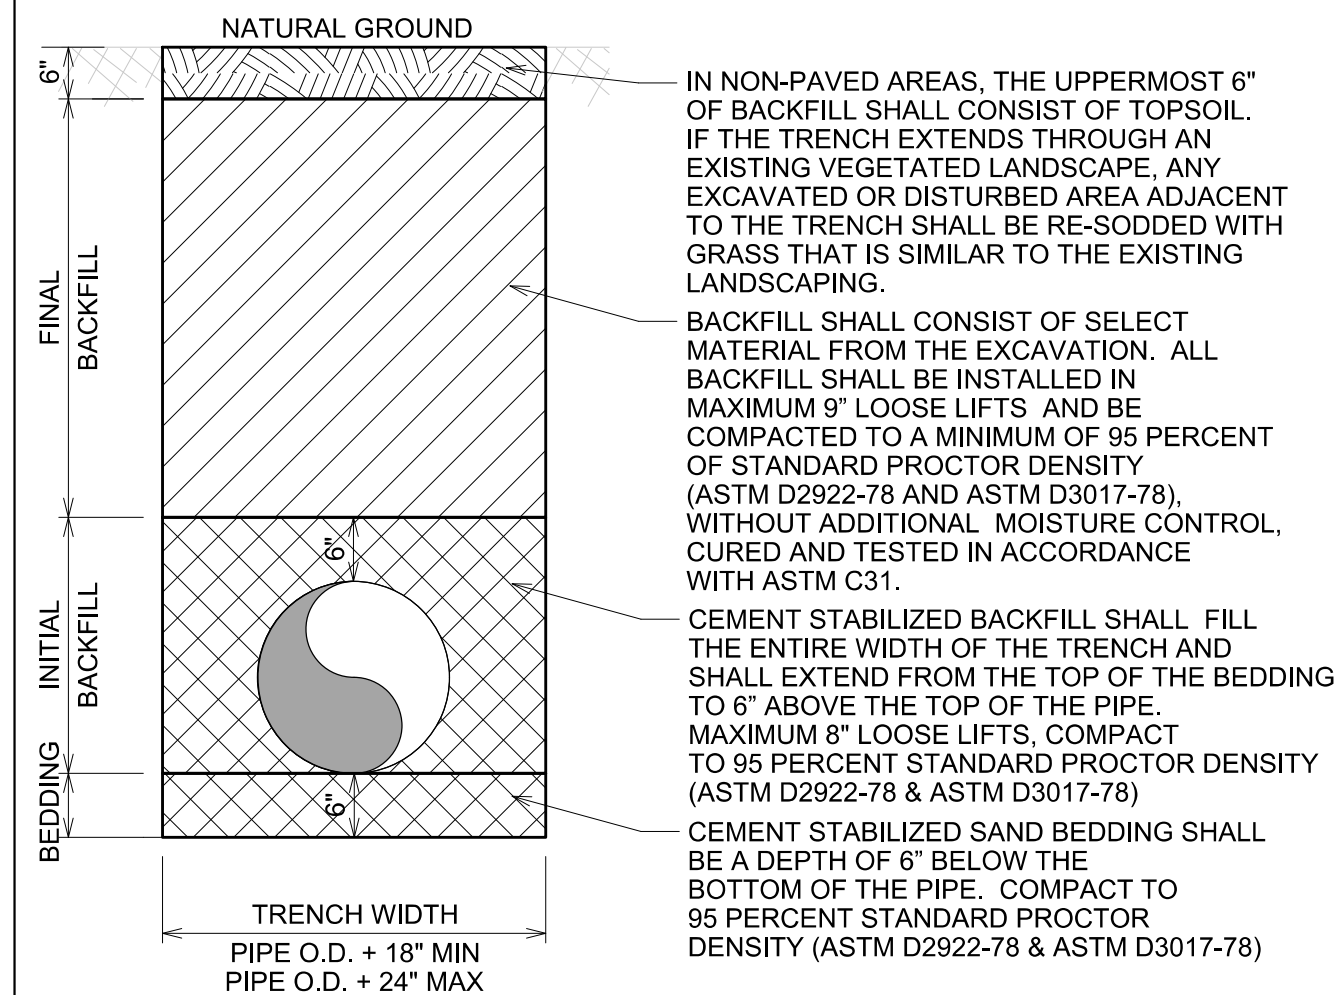 NATURAL GROUND
6"
FINAL
BACKFILL
INITIAL
BACKFILL
BEDDING
6"
6"
TRENCH WIDTH
PIPE O.D. + 18" MIN
PIPE O.D. + 24" MAX
IN NON-PAVED AREAS, THE UPPERMOST 6"
OF BACKFILL SHALL CONSIST OF TOPSOIL.
IF THE TRENCH EXTENDS THROUGH AN
EXISTING VEGETATED LANDSCAPE, ANY
EXCAVATED OR DISTURBED AREA ADJACENT
TO THE TRENCH SHALL BE RE-SODDED WITH
GRASS THAT IS SIMILAR TO THE EXISTING
LANDSCAPING.
BACKFILL SHALL CONSIST OF SELECT
MATERIAL FROM THE EXCAVATION. ALL
BACKFILL SHALL BE INSTALLED IN
MAXIMUM 9” LOOSE LIFTS AND BE
COMPACTED TO A MINIMUM OF 95 PERCENT
OF STANDARD PROCTOR DENSITY
(ASTM D2922-78 AND ASTM D3017-78),
WITHOUT ADDITIONAL MOISTURE CONTROL,
CURED AND TESTED IN ACCORDANCE
WITH ASTM C31.
CEMENT STABILIZED BACKFILL SHALL FILL
THE ENTIRE WIDTH OF THE TRENCH AND
SHALL EXTEND FROM THE TOP OF THE BEDDING
TO 6” ABOVE THE TOP OF THE PIPE.
MAXIMUM 8" LOOSE LIFTS, COMPACT
TO 95 PERCENT STANDARD PROCTOR DENSITY
(ASTM D2922-78 & ASTM D3017-78)
CEMENT STABILIZED SAND BEDDING SHALL
BE A DEPTH OF 6” BELOW THE
BOTTOM OF THE PIPE. COMPACT TO
95 PERCENT STANDARD PROCTOR
DENSITY (ASTM D2922-78 & ASTM D3017-78)